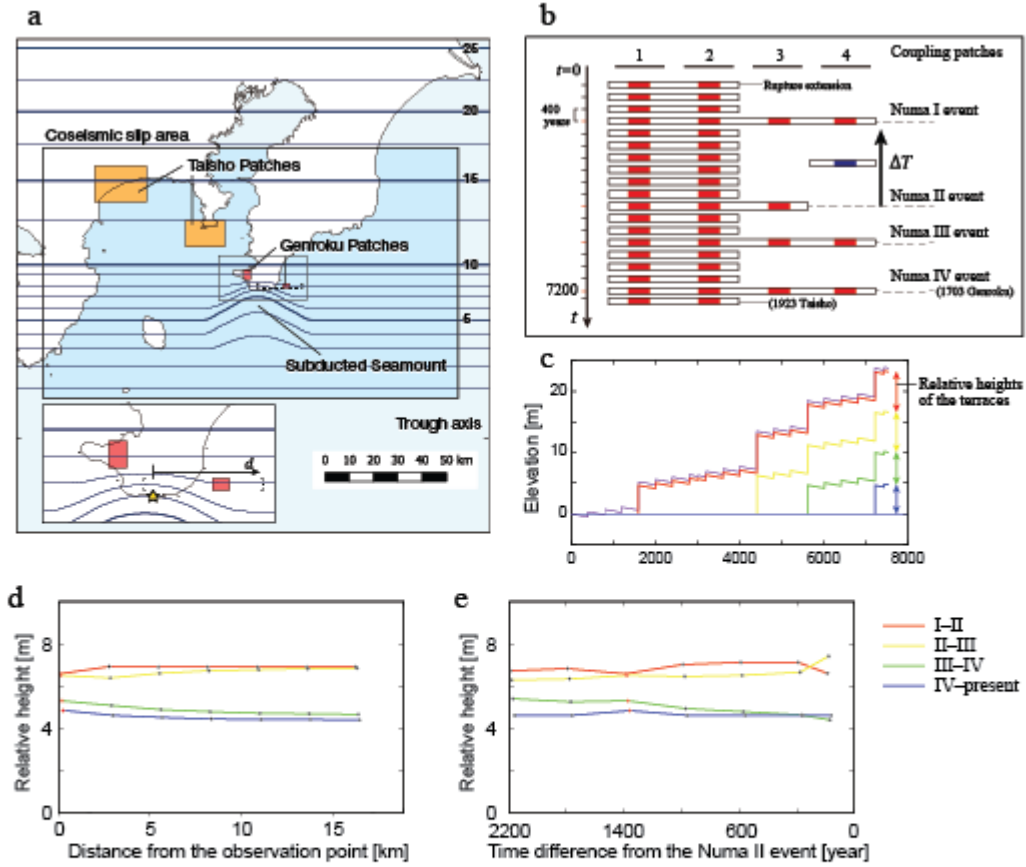 a
25
20
15
10
5
Coseismic slip area
Taisho Patches
Genroku Patches
Subducted Seamount
Trough axis
d
0 10 20 30 40 50 km
b
1 2 3 4 Coupling patches
t=0
Rupture extension
400
years
Numa I event
ΔT
Numa II event
Numa III event
Numa IV event
7200
(1703 Genroku)
(1923 Taisho)
t
c
Elevation [m]
20
10
0
0 2000 4000 6000 8000
Relative heights
of the terraces
d
Relative height [m]
8
4
0
0 5 10 15
Distance from the observation point [km]
e
Relative height [m]
8
4
0
2200 1400 600 0
Time difference from the Numa II event [year]
I–II
II–III
III–IV
IV–present